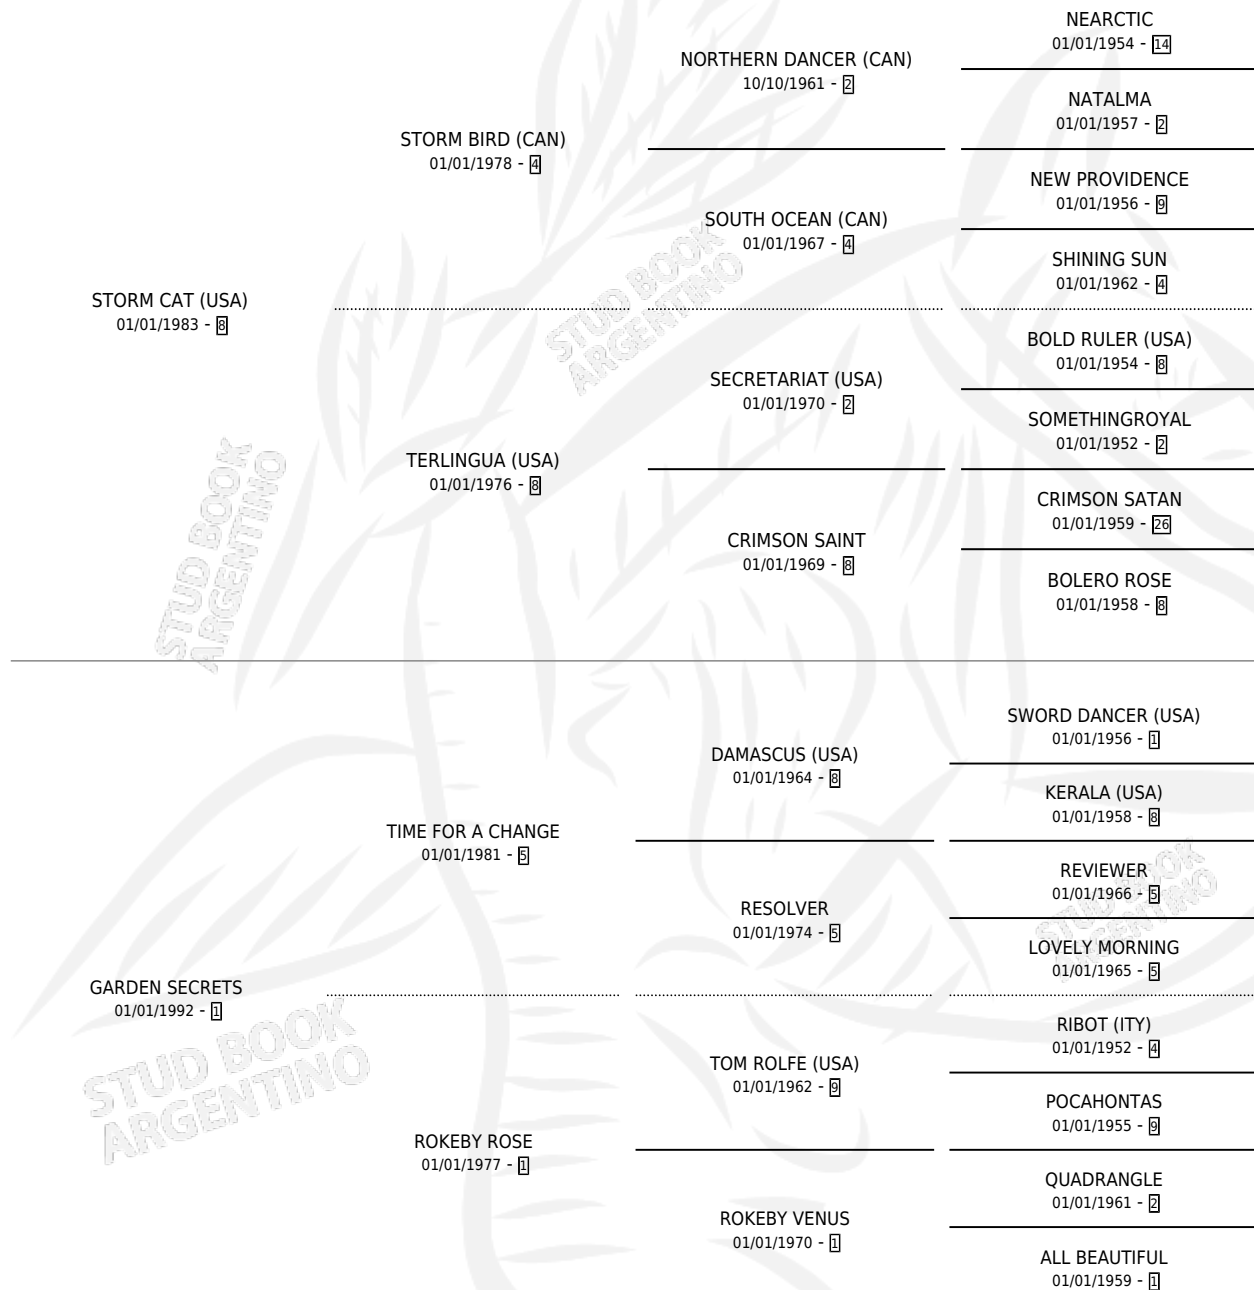 NEARCTIC
01/01/1954 - 14
NORTHERN DANCER (CAN)
10/10/1961 - 2
NATALMA
01/01/1957 - 2
STORM BIRD (CAN)
01/01/1978 - 4
NEW PROVIDENCE
01/01/1956 - 9
SOUTH OCEAN (CAN)
01/01/1967 - 4
SHINING SUN
01/01/1962 - 4
STORM CAT (USA)
01/01/1983 - 8
STUD BOOK
ARGENTINO
BOLD RULER (USA)
01/01/1954 - 8
SECRETARIAT (USA)
01/01/1970 - 2
SOMETHINGROYAL
01/01/1952 - 2
TERLINGUA (USA)
01/01/1976 - 8
CRIMSON SATAN
01/01/1959 - 26
CRIMSON SAINT
01/01/1969 - 8
BOLERO ROSE
01/01/1958 - 8
STUD BOOK
ARGENTINO
SWORD DANCER (USA)
01/01/1956 - 1
DAMASCUS (USA)
01/01/1964 - 8
KERALA (USA)
01/01/1958 - 8
TIME FOR A CHANGE
01/01/1981 - 5
REVIEWER
01/01/1966 - 5
RESOLVER
01/01/1974 - 5
LOVELY MORNING
01/01/1965 - 5
STUD BOOK
ARGENTINO
GARDEN SECRETS
01/01/1992 - 1
RIBOT (ITY)
01/01/1952 - 4
TOM ROLFE (USA)
01/01/1962 - 9
POCAHONTAS
01/01/1955 - 9
STUD BOOK
ARGENTINO
ROKEBY ROSE
01/01/1977 - 1
QUADRANGLE
01/01/1961 - 2
ROKEBY VENUS
01/01/1970 - 1
ALL BEAUTIFUL
01/01/1959 - 1